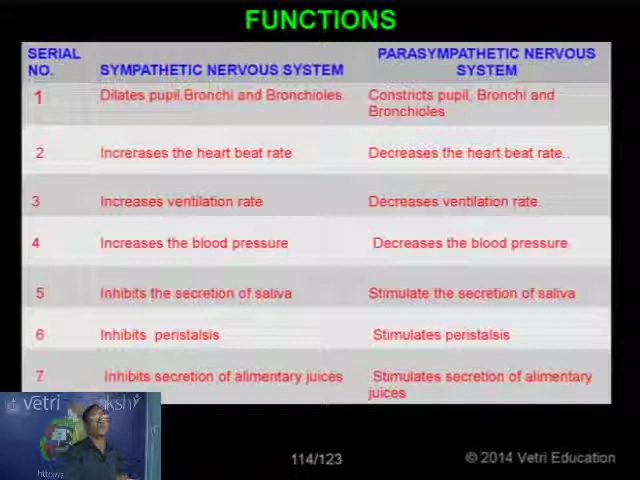 FUNCTIONS
SERIAL NO. SYMPATHETIC NERVOUS SYSTEM PARASYMPATHETIC NERVOUS SYSTEM
1 Dilates pupil,Bronchi and Bronchioles. Constricts pupil, Bronchi and Bronchioles
2 Increrases the heart beat rate Decreases the heart beat rate..
3 Increases ventilation rate Decreases ventilation rate.
4 Increases the blood pressure Decreases the blood pressure.
5 Inhibits the secretion of saliva Stimulate the secretion of saliva
6 Inhibits peristalsis Stimulates peristalsis
7 Inhibits secretion of alimentary juices Stimulates secretion of alimentary juices
vetri
114/123
© 2014 Vetri Education